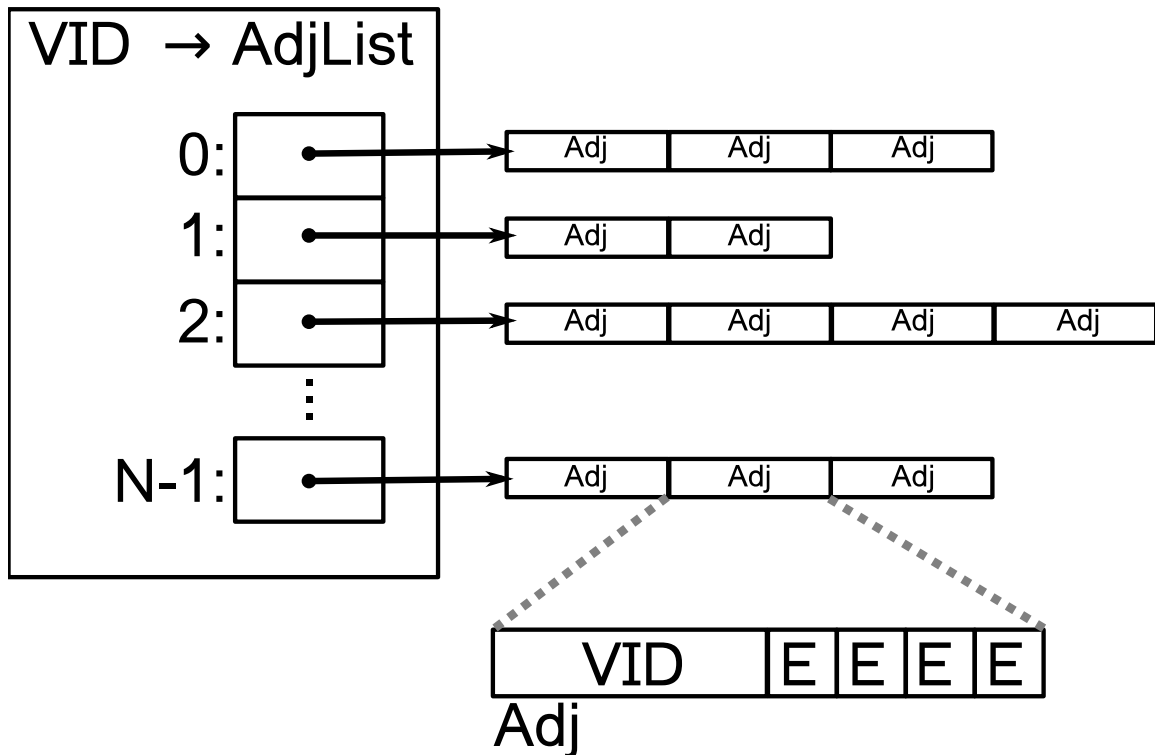 VID → AdjList
0: Adj Adj Adj
1: Adj Adj
2: Adj Adj Adj Adj
N-1: Adj Adj Adj
VID E E E E
Adj